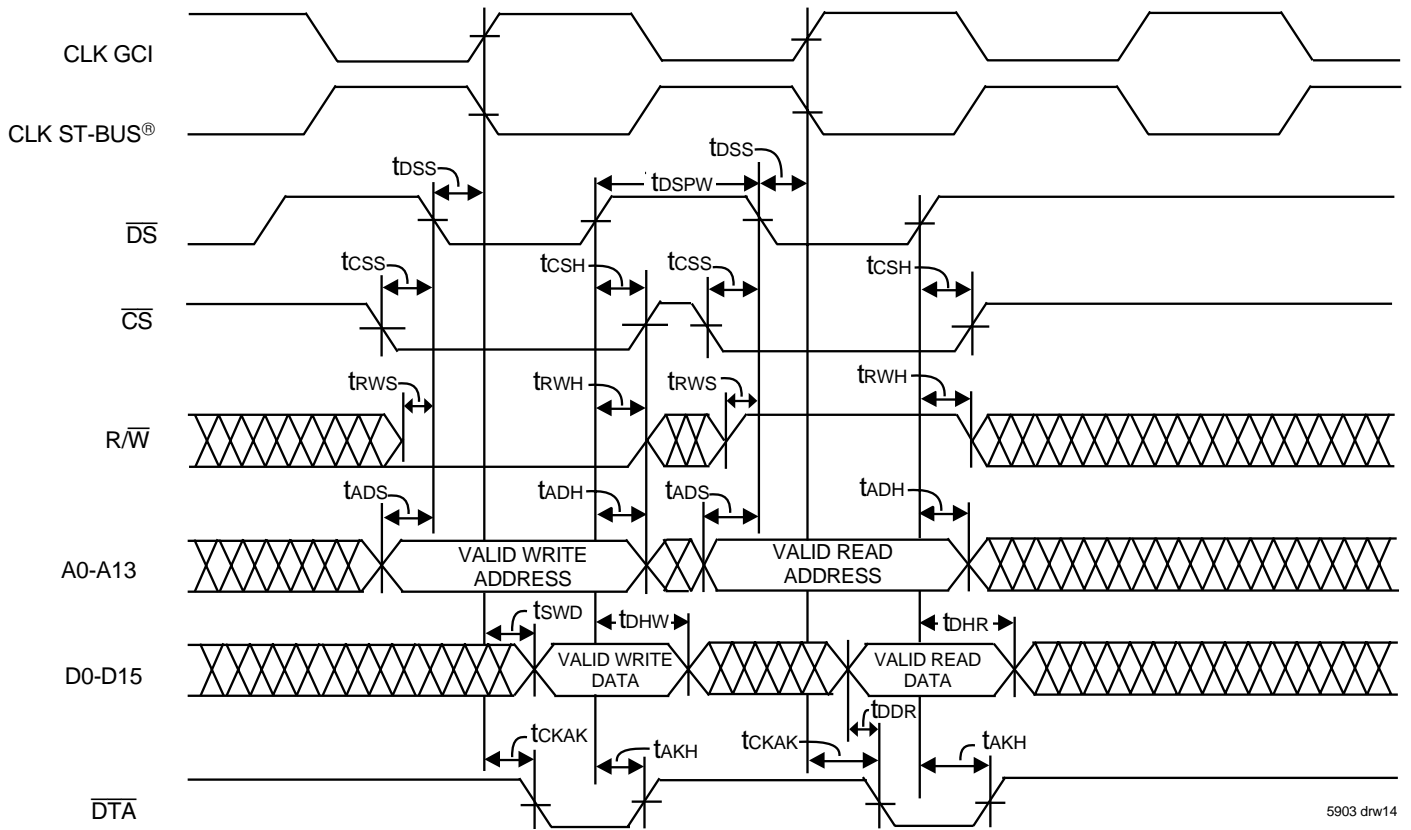 CLK GCI
CLK ST-BUS®
tDSS
tDSS
tDSPW
DS
tCSS
tCSH
tCSS
tCSH
CS
tRWS
tRWH
tRWS
tRWH
R/W
tADS
tADH
tADS
tADH
A0-A13
VALID WRITE
ADDRESS
VALID READ
ADDRESS
tSWD
tDHW
tDHR
D0-D15
VALID WRITE
DATA
VALID READ
DATA
tDDR
tCKAK
tAKH
tCKAK
tAKH
DTA
5903 drw14